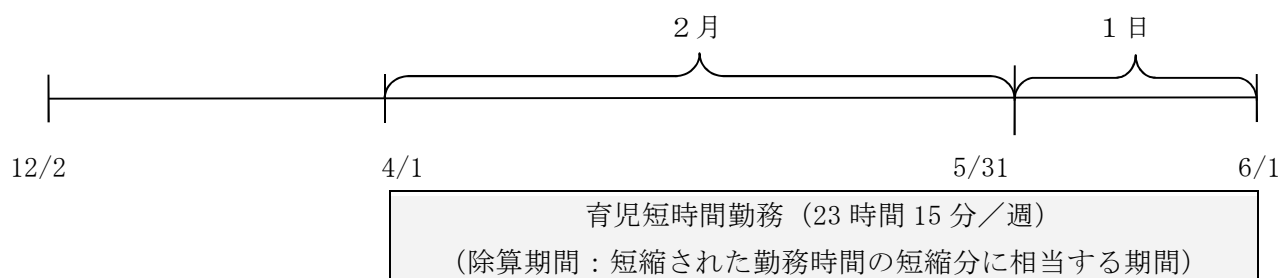 ２月 １日
12/2 4/1 5/31 6/1
育児短時間勤務（23 時間 15 分／週）
（除算期間：短縮された勤務時間の短縮分に相当する期間）